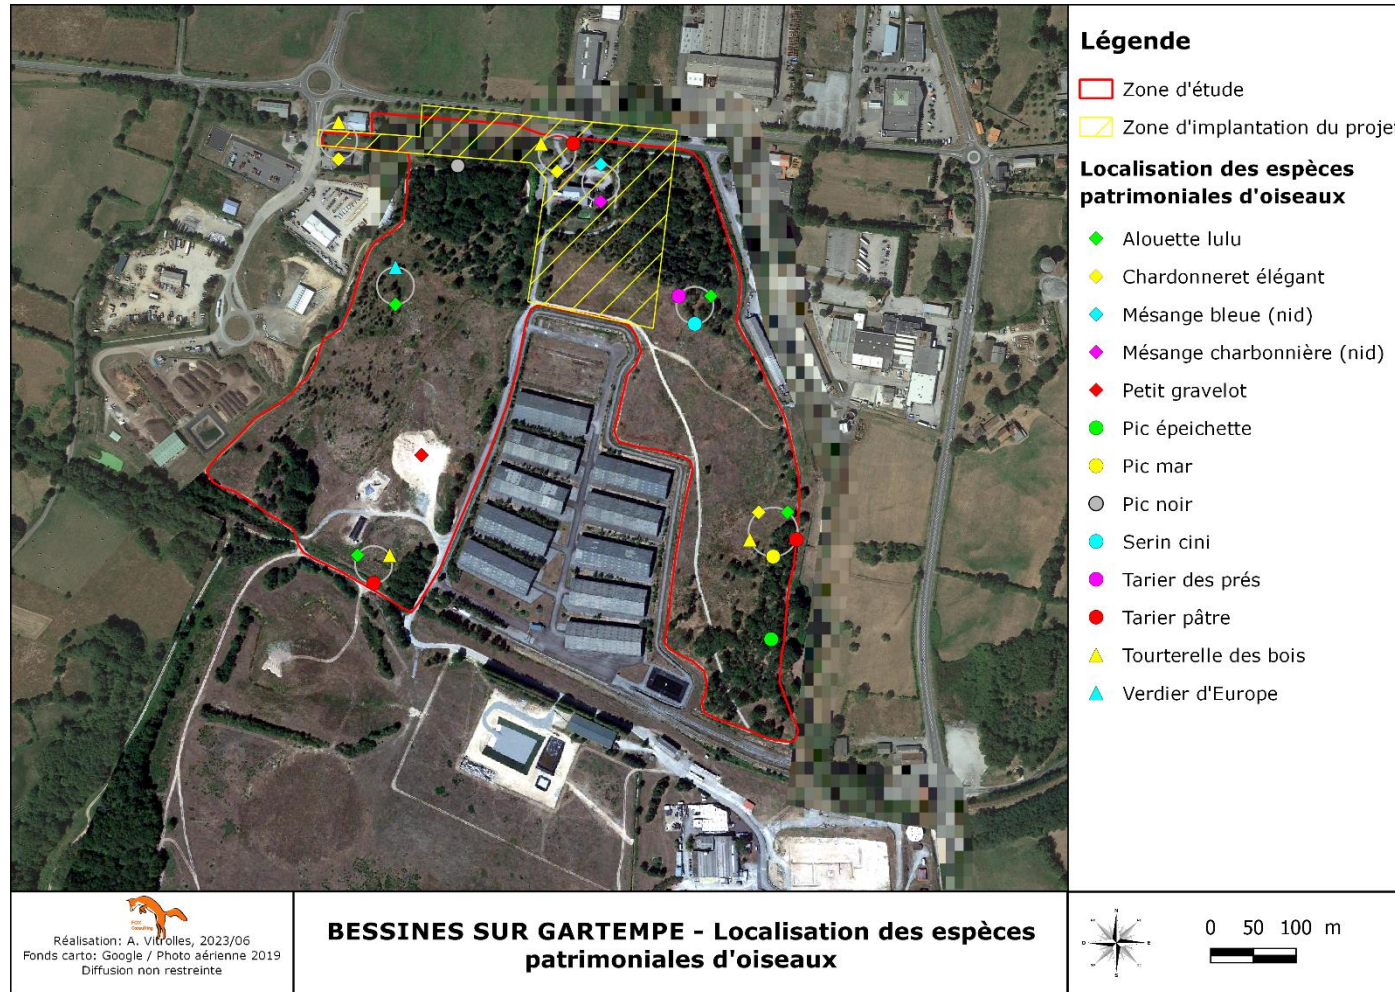 Légende
Zone d'étude
Zone d'implantation du projet
Localisation des espèces
patrimoniales d'oiseaux
Alouette lulu
Chardonneret élégant
Mésange bleue (nid)
Mésange charbonnière (nid)
Petit gravelot
Pic épeichette
Pic mar
Pic noir
Serin cini
Tarier des prés
Tarier pâtre
Tourterelle des bois
Verdier d'Europe
FOX
Consulting
Réalisation: A. Vitrolles, 2023/06
Fonds carto: Google / Photo aérienne 2019
Diffusion non restreinte
BESSINES SUR GARTEMPE - Localisation des espèces
patrimoniales d'oiseaux
N
O E
S
0 50 100 m